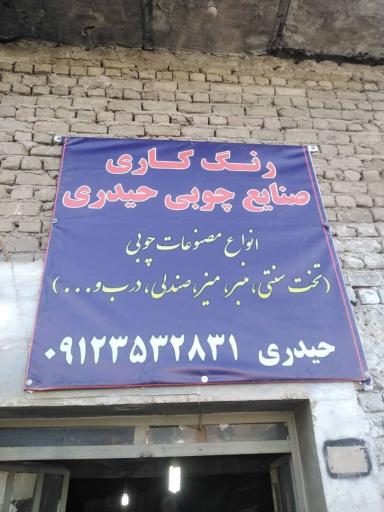 رنگ کاری
صنایع چوبی حیدری
انواع مصنوعات چوبی
(تخت سنتی، منبر، میز، صندلی، درب و ...)
حیدری ۰۹۱۲۳۵۳۲۸۳۱